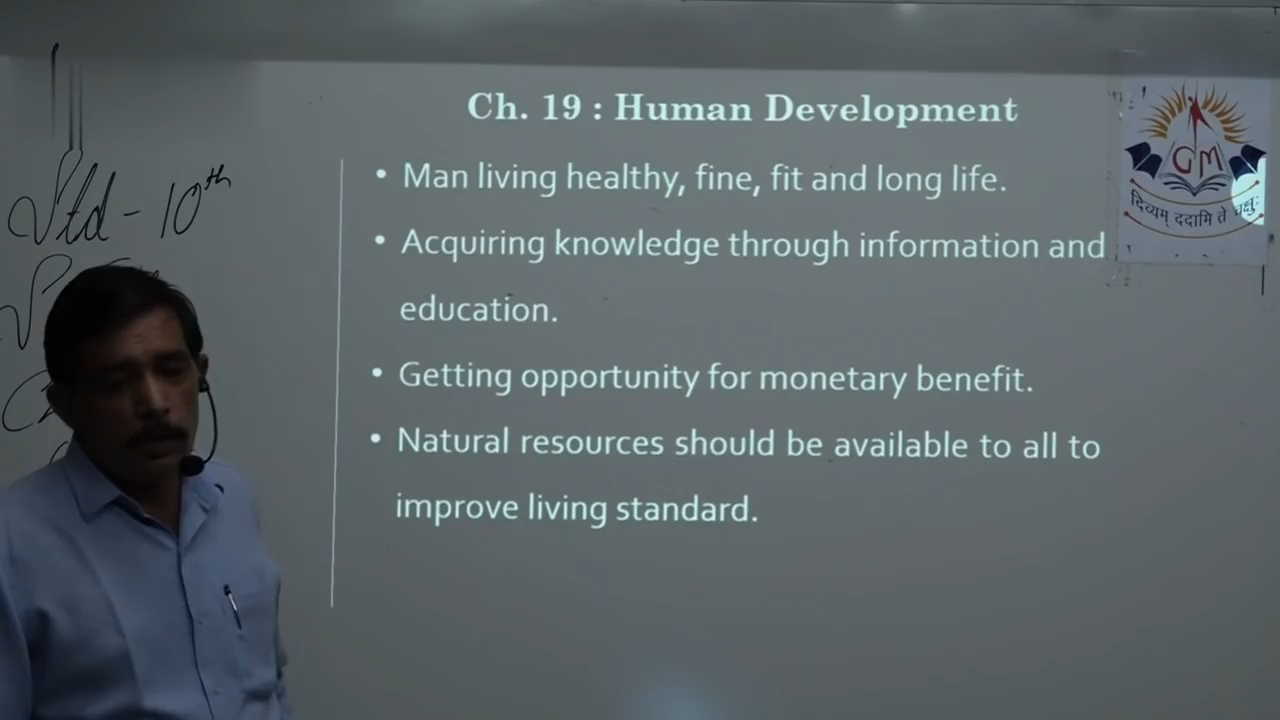 Ch. 19 : Human Development
• Man living healthy, fine, fit and long life.
• Acquiring knowledge through information and
education.
• Getting opportunity for monetary benefit.
• Natural resources should be available to all to
improve living standard.
Std - 10th
GM
दिव्यम् ददामि ते चक्षुः